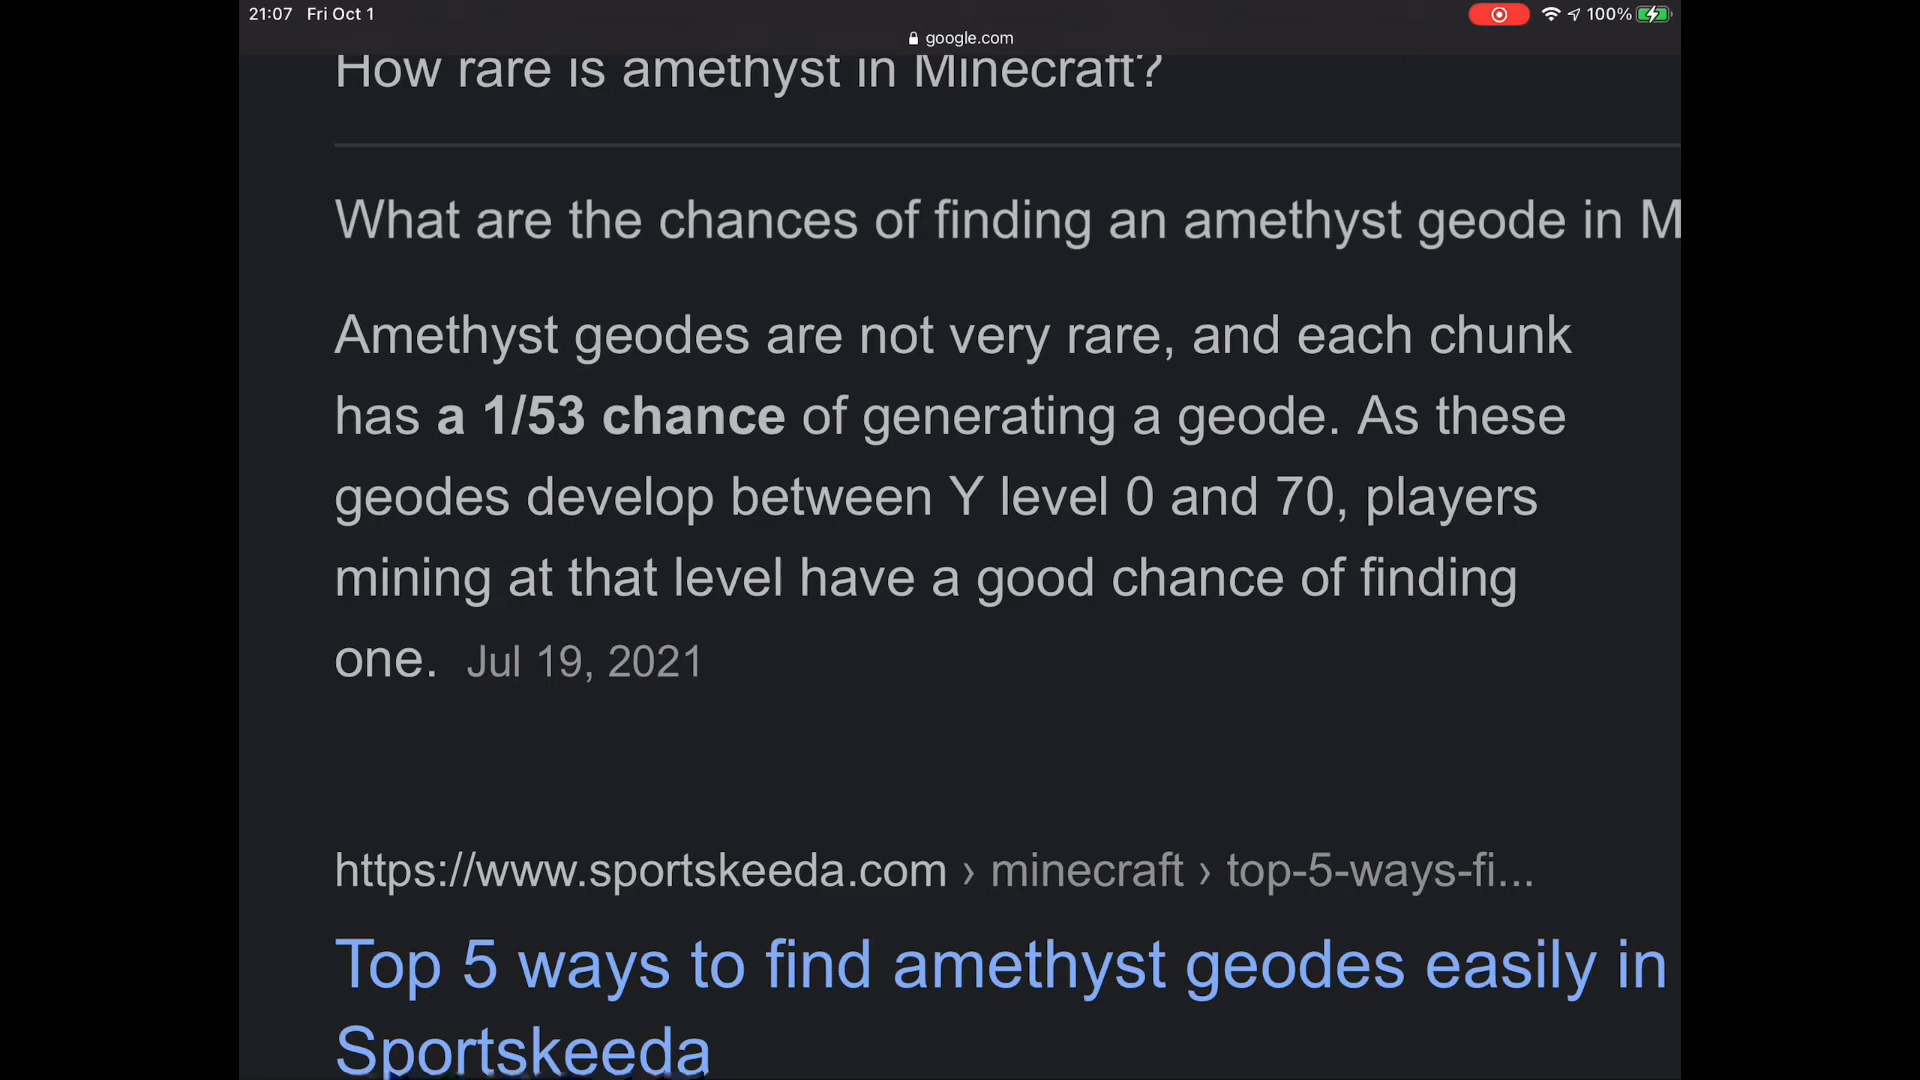 21:07 Fri Oct 1
100%
google.com
How rare is amethyst in Minecraft?
What are the chances of finding an amethyst geode in M
Amethyst geodes are not very rare, and each chunk
has a 1/53 chance of generating a geode. As these
geodes develop between Y level 0 and 70, players
mining at that level have a good chance of finding
one. Jul 19, 2021
https://www.sportskeeda.com › minecraft › top-5-ways-fi...
Top 5 ways to find amethyst geodes easily in
Sportskeeda